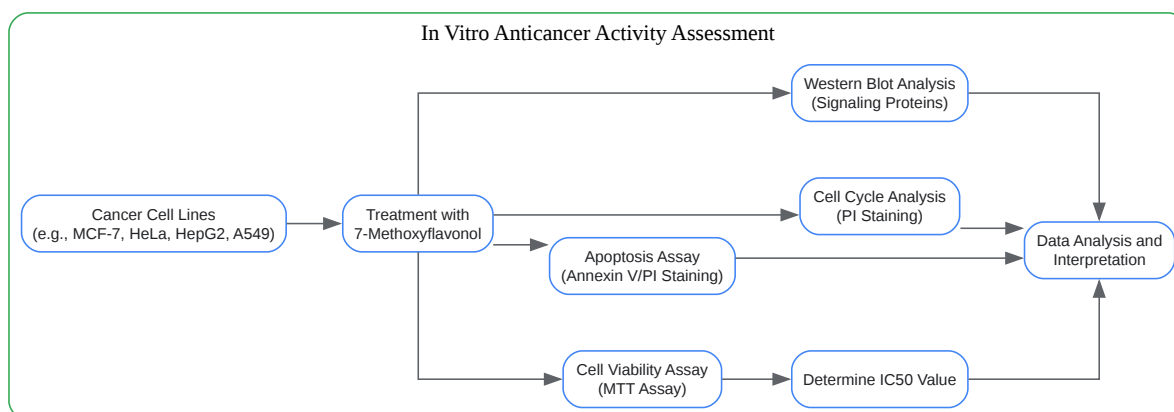 In Vitro Anticancer Activity Assessment
Western Blot Analysis
(Signaling Proteins)
Cancer Cell Lines
(e.g., MCF-7, HeLa, HepG2, A549)
Treatment with
7-Methoxyflavonol
Cell Cycle Analysis
(PI Staining)
Apoptosis Assay
(Annexin V/PI Staining)
Data Analysis and
Interpretation
Cell Viability Assay
(MTT Assay)
Determine IC50 Value